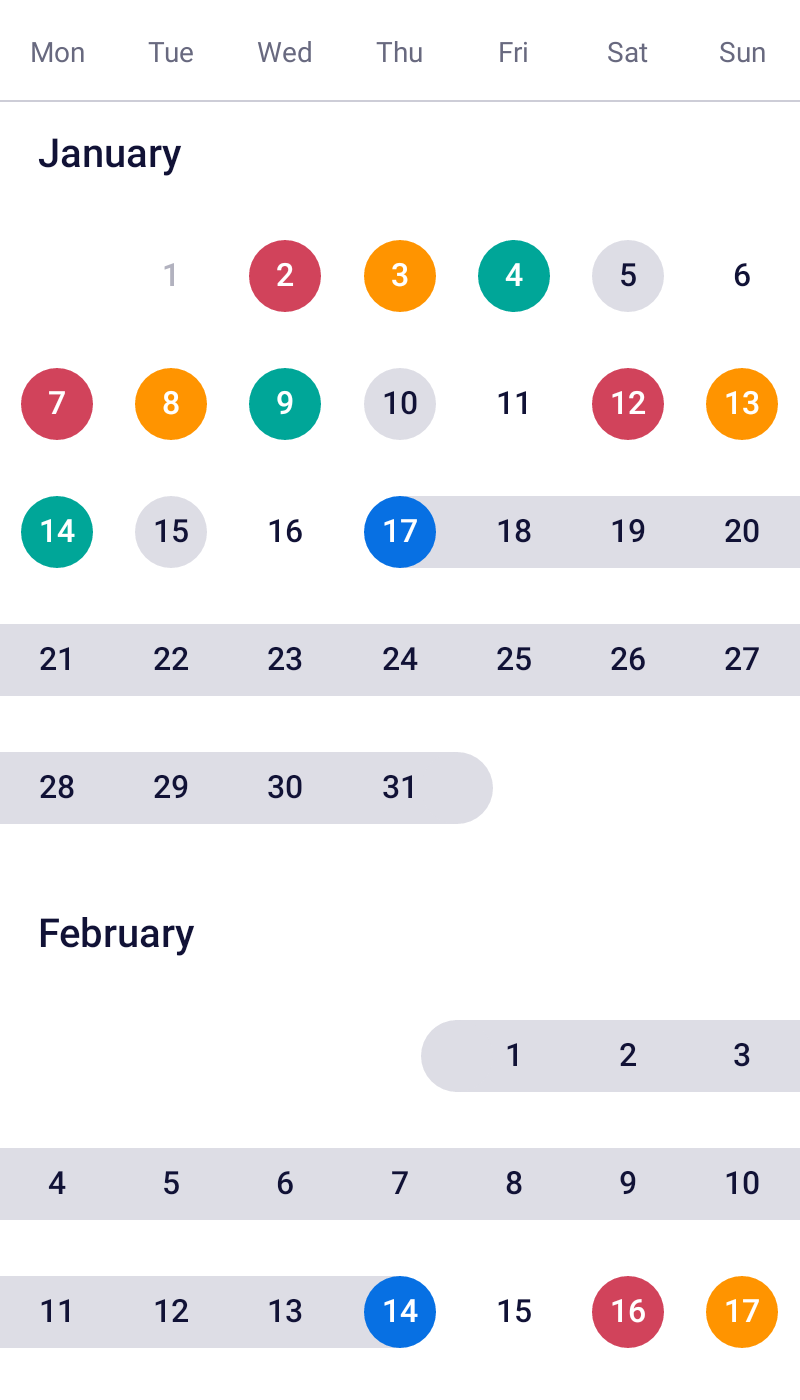 Mon Tue Wed Thu Fri Sat Sun
January
1 2 3 4 5 6
7 8 9 10 11 12 13
14 15 16 17 18 19 20
21 22 23 24 25 26 27
28 29 30 31
February
1 2 3
4 5 6 7 8 9 10
11 12 13 14 15 16 17